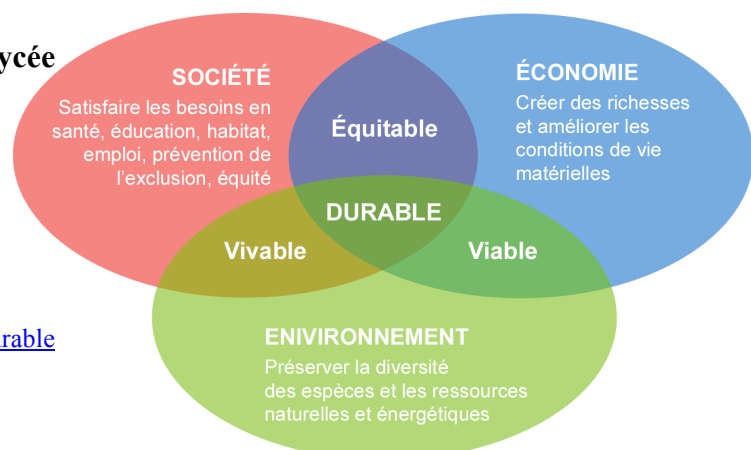 ycée
SOCIÉTÉ
Satisfaire les besoins en
santé, éducation, habitat,
emploi, prévention de
l'exclusion, équité
Équitable
ÉCONOMIE
Créer des richesses
et améliorer les
conditions de vie
matérielles
DURABLE
Vivable
Viable
rable
ENIVIRONNEMENT
Préserver la diversité
des espèces et les ressources
naturelles et énergétiques